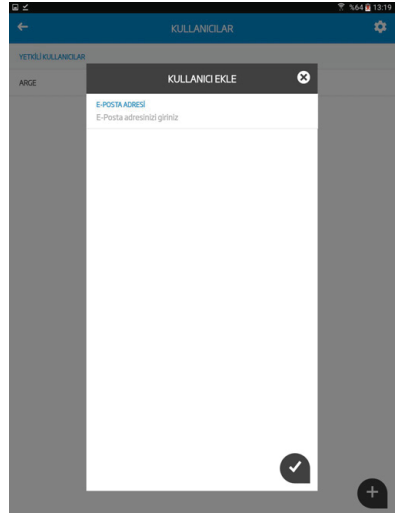 %64 13:19
KULLANICILAR
YETKİLİ KULLANICILAR
ARGE
KULLANICI EKLE
E-POSTA ADRESİ
E-Posta adresinizi giriniz